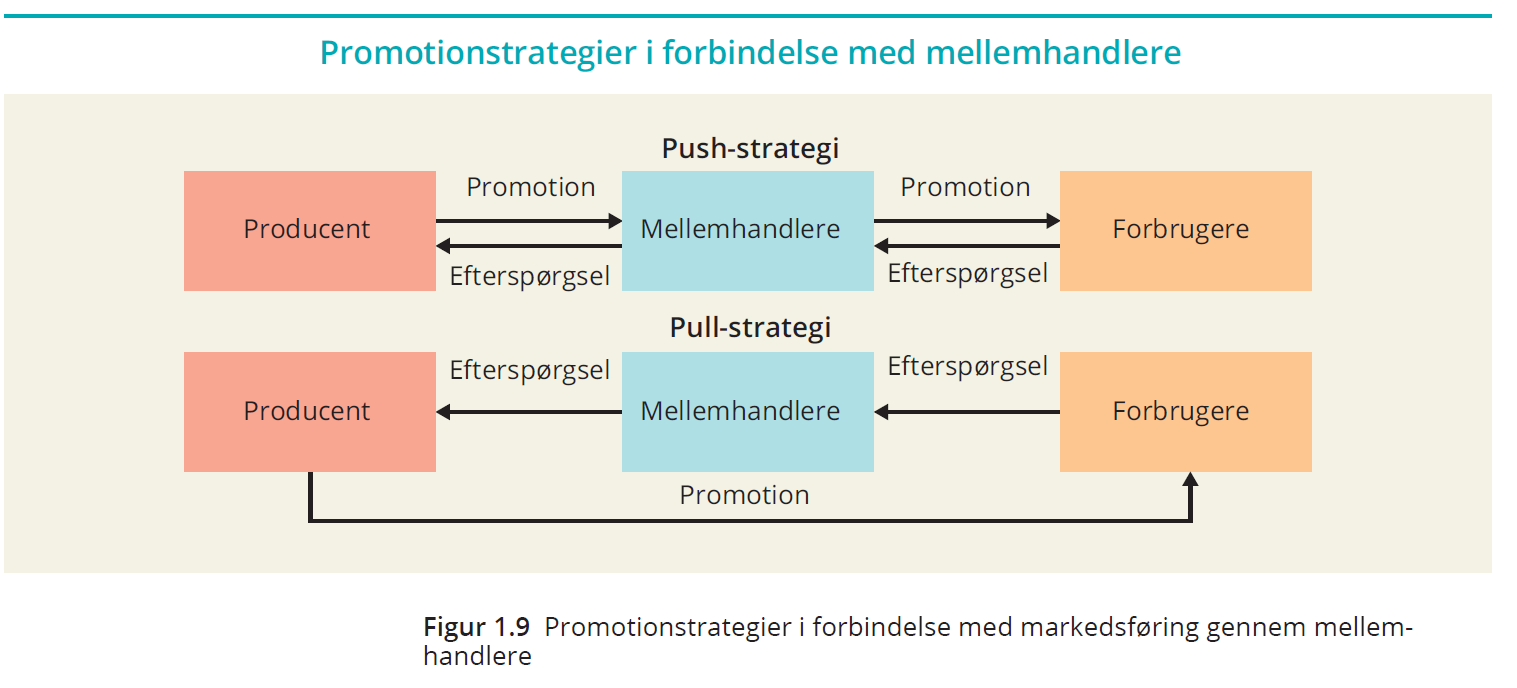 Promotionstrategier i forbindelse med mellemhandlere
Push-strategi
Promotion
Promotion
Producent
Mellemhandlere
Forbrugere
Efterspørgsel
Efterspørgsel
Pull-strategi
Efterspørgsel
Efterspørgsel
Producent
Mellemhandlere
Forbrugere
Promotion
Figur 1.9 Promotionstrategier i forbindelse med markedsføring gennem mellem-
handlere